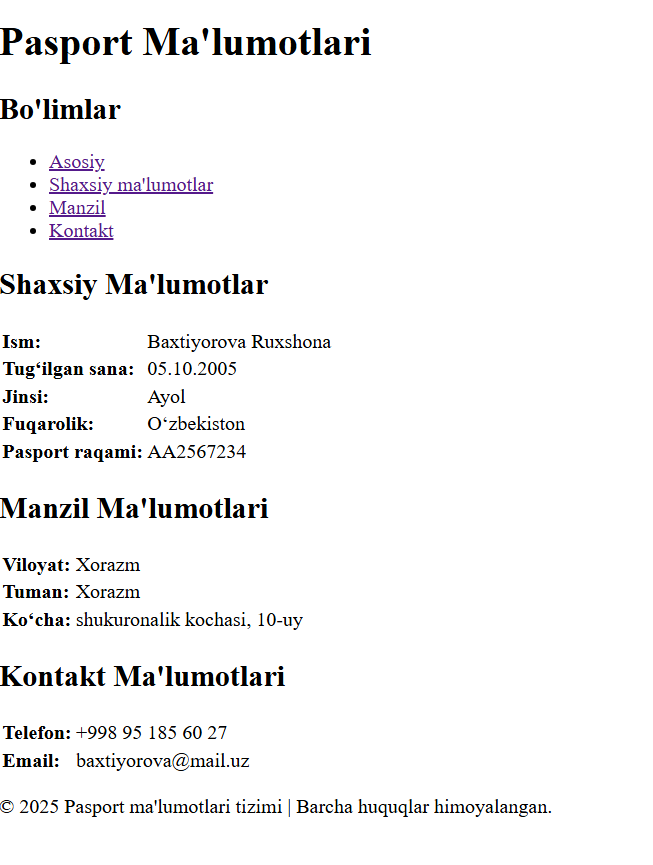 Pasport Ma'lumotlari
Bo'limlar
Asosiy
Shaxsiy ma'lumotlar
Manzil
Kontakt
Shaxsiy Ma'lumotlar
Ism: Baxtiyorova Ruxshona
Tug‘ilgan sana: 05.10.2005
Jinsi: Ayol
Fuqarolik: O‘zbekiston
Pasport raqami: AA2567234
Manzil Ma'lumotlari
Viloyat: Xorazm
Tuman: Xorazm
Ko‘cha: shukuronalik kochasi, 10-uy
Kontakt Ma'lumotlari
Telefon: +998 95 185 60 27
Email: baxtiyorova@mail.uz
© 2025 Pasport ma'lumotlari tizimi | Barcha huquqlar himoyalangan.